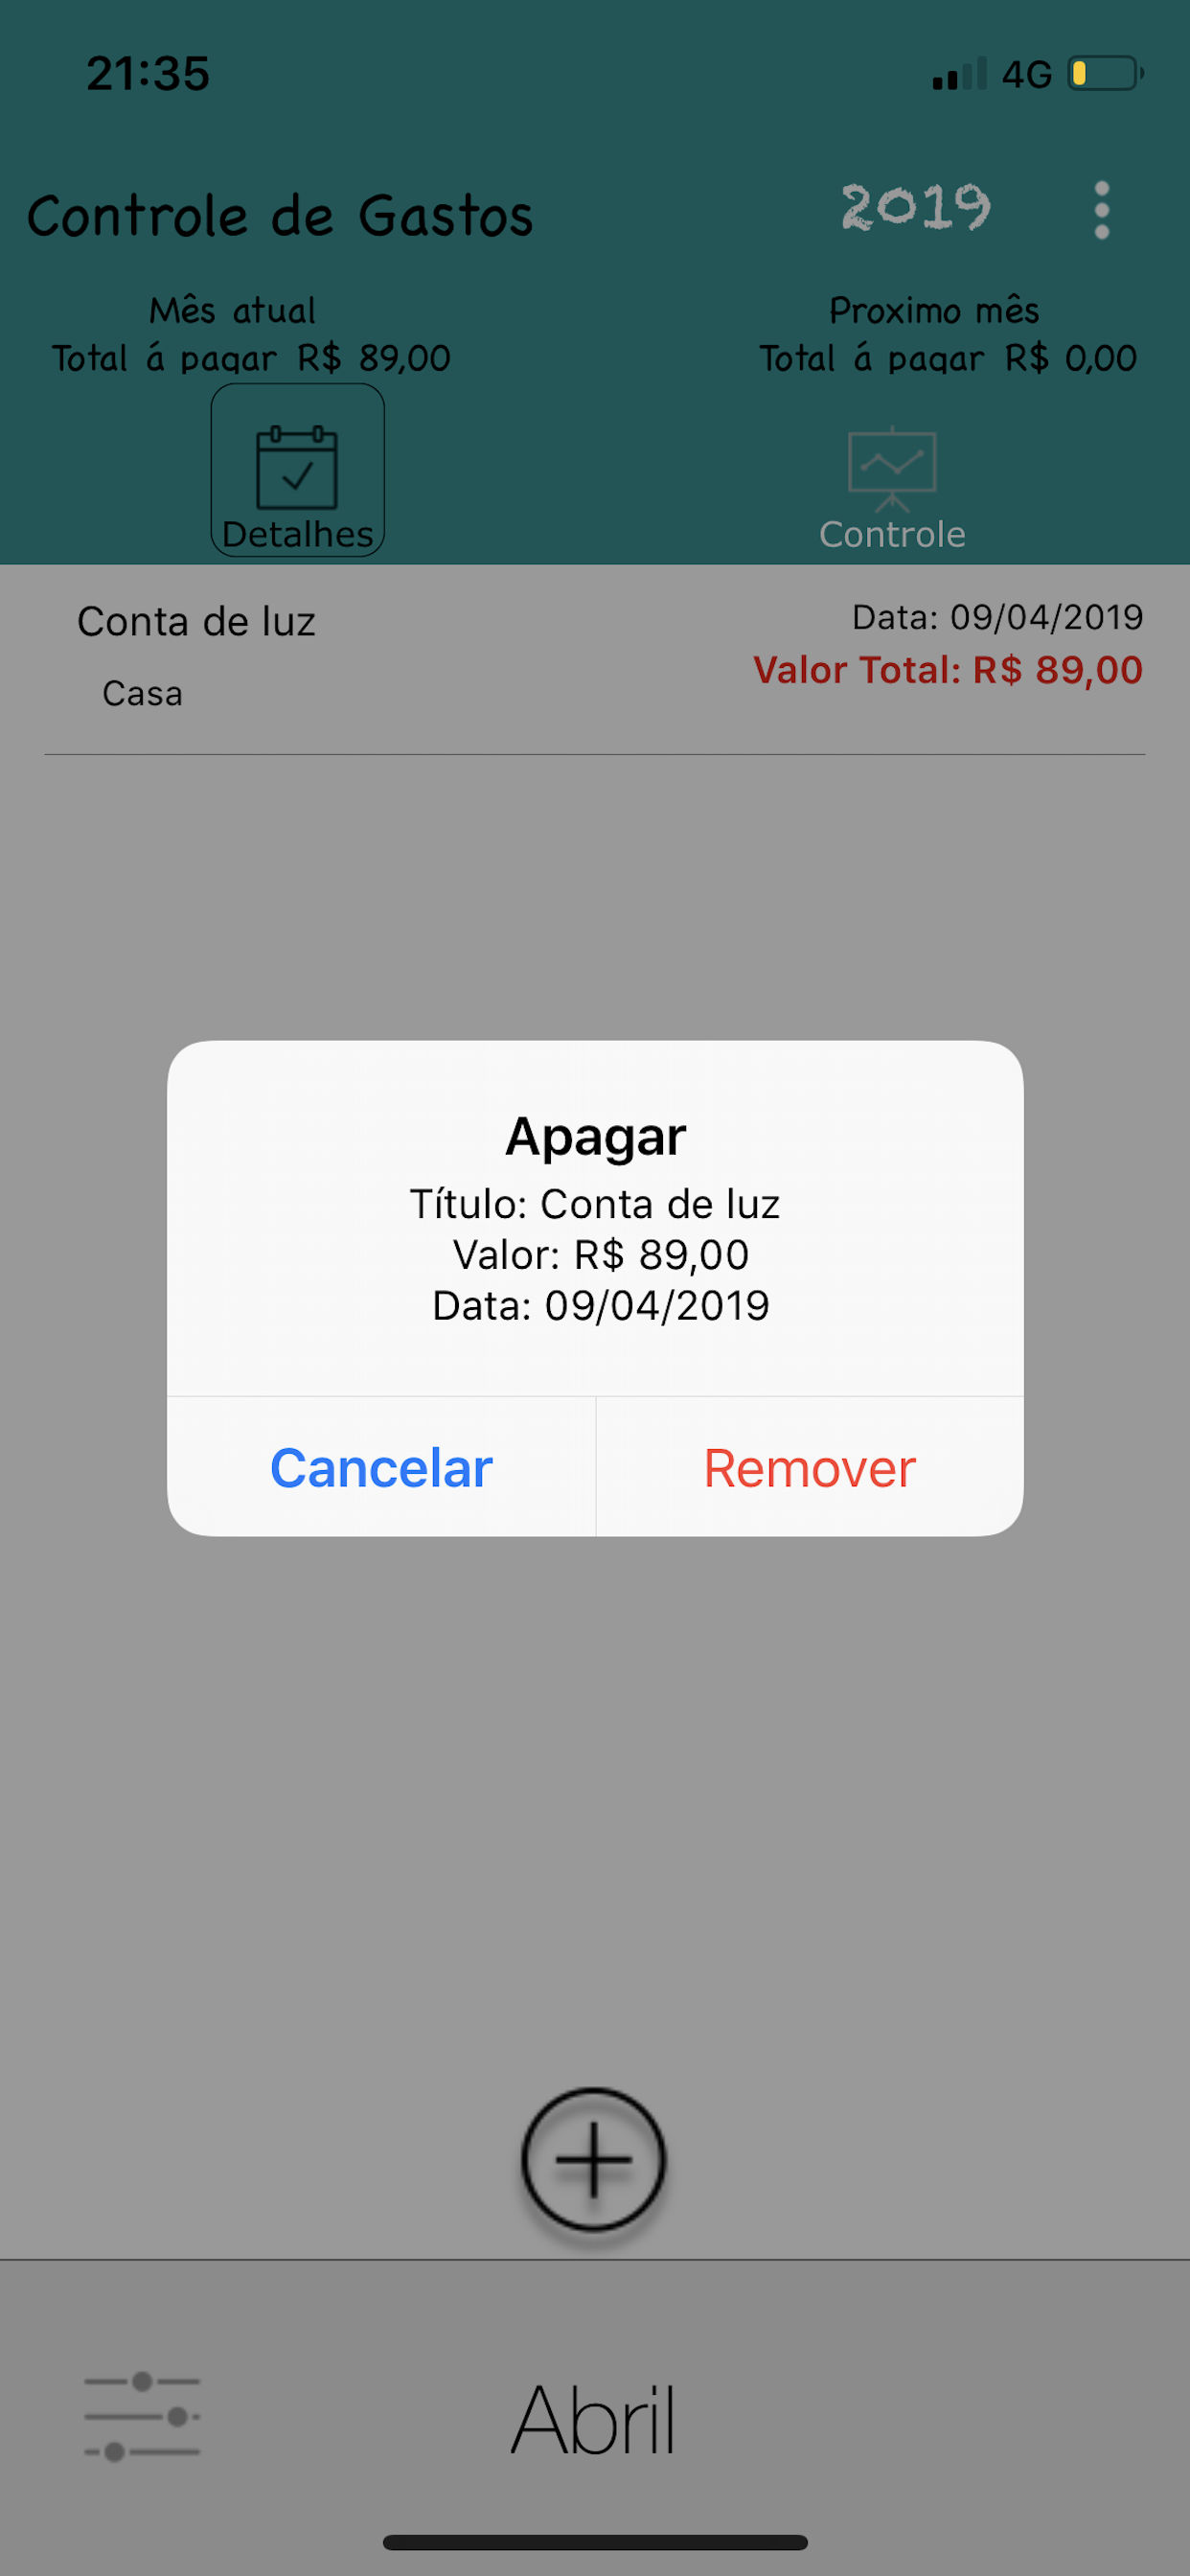 21:35
4G
Controle de Gastos
2019
Mês atual
Total á pagar R$ 89,00
Proximo mês
Total á pagar R$ 0,00
Detalhes
Controle
Conta de luz
Data: 09/04/2019
Valor Total: R$ 89,00
Casa
Apagar
Título: Conta de luz
Valor: R$ 89,00
Data: 09/04/2019
Cancelar
Remover
Abril